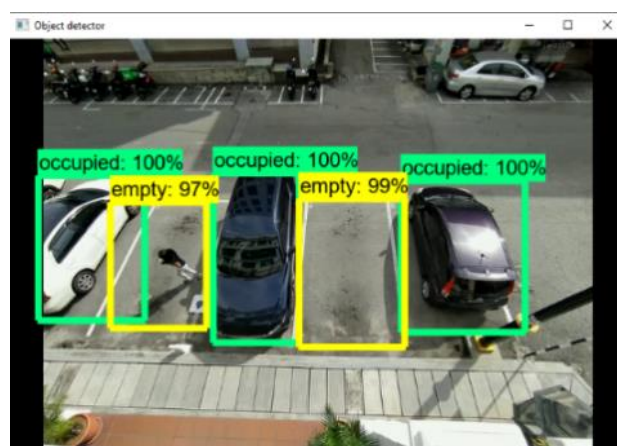 Object detector
occupied: 100%
occupied: 100%
occupied: 100%
empty: 97%
empty: 99%